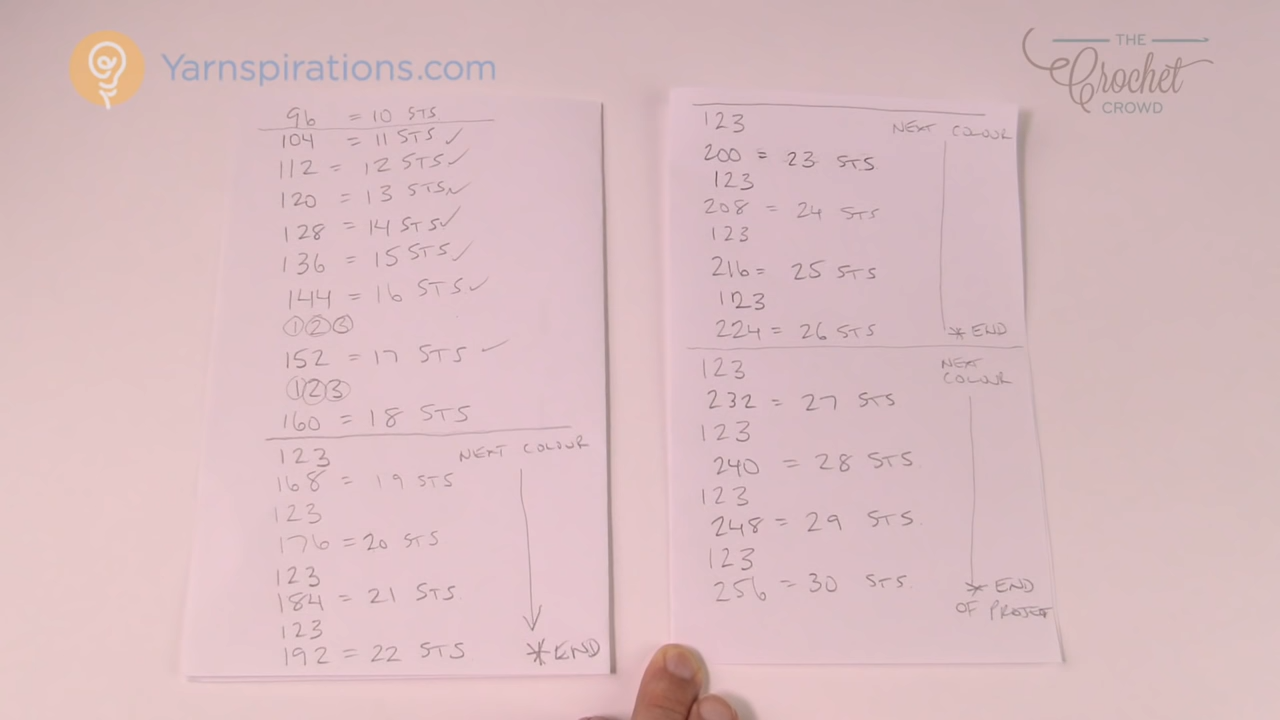 Yarnspirations.com
THE
Crochet
CROWD
96 = 10 STS
104 = 11 STS ✓
112 = 12 STS ✓
120 = 13 STS ✓
128 = 14 STS ✓
136 = 15 STS ✓
144 = 16 STS ✓
①②③
152 = 17 STS ✓
①②③
160 = 18 STS
123 NEXT COLOUR
168 = 19 STS
123
176 = 20 STS
123
184 = 21 STS
123
192 = 22 STS *END
123 NEXT COLOUR
200 = 23 STS
123
208 = 24 STS
123
216 = 25 STS
123
224 = 26 STS *END
123 NEXT
COLOUR
232 = 27 STS
123
240 = 28 STS
123
248 = 29 STS
123
256 = 30 STS *END
OF PROJECT